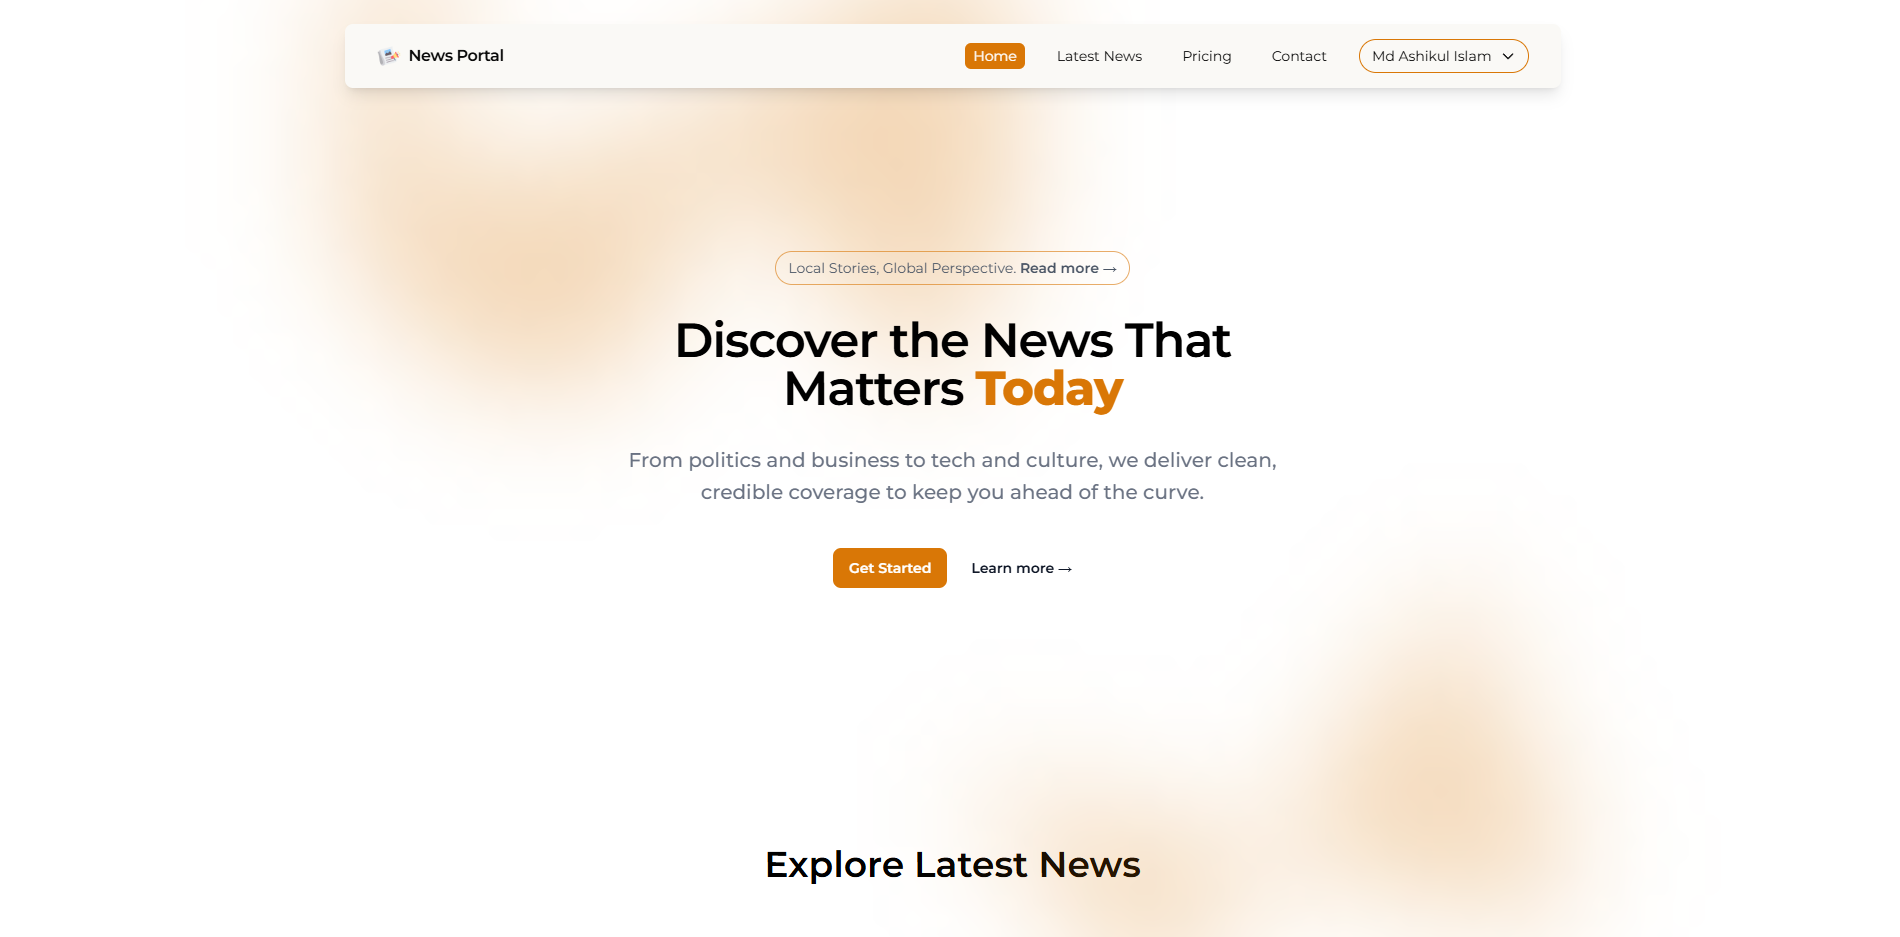 News Portal
Home
Latest News
Pricing
Contact
Md Ashikul Islam
Local Stories, Global Perspective. Read more →
Discover the News That
Matters Today
From politics and business to tech and culture, we deliver clean,
credible coverage to keep you ahead of the curve.
Get Started
Learn more →
Explore Latest News